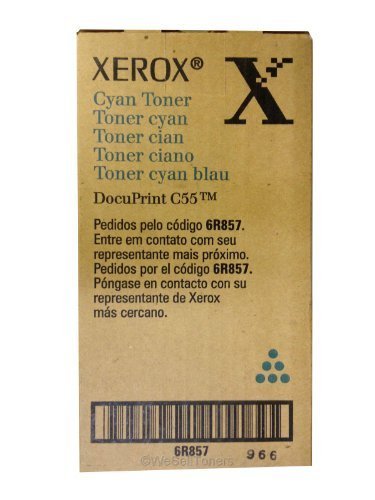 XEROX®
X
Cyan Toner
Toner cyan
Toner cian
Toner ciano
Toner cyan blau
DocuPrint C55™
Pedidos pelo código 6R857.
Entre em contato com seu
representante mais próximo.
Pedidos por el código 6R857.
Póngase en contacto con su
representante de Xerox
más cercano.
6R857
966
©WeSellToners